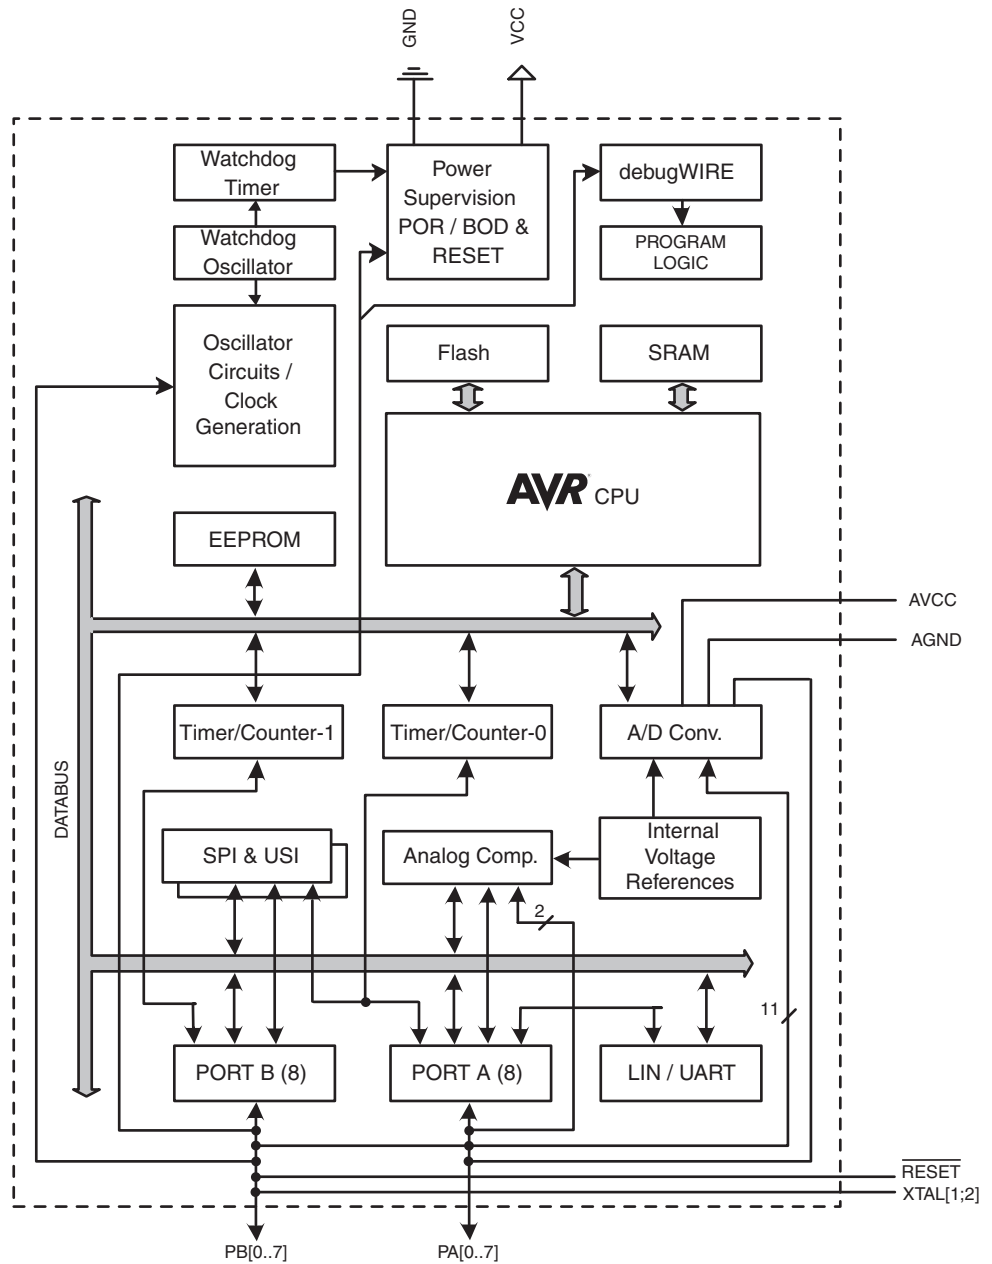 GND
VCC
Watchdog
Timer
Power
Supervision
POR / BOD &
RESET
debugWIRE
Watchdog
Oscillator
PROGRAM
LOGIC
Oscillator
Circuits /
Clock
Generation
Flash
SRAM
AVR® CPU
EEPROM
AVCC
AGND
Timer/Counter-1
Timer/Counter-0
A/D Conv.
DATABUS
SPI & USI
Analog Comp.
Internal
Voltage
References
2
11
PORT B (8)
PORT A (8)
LIN / UART
RESET
XTAL[1;2]
PB[0..7]
PA[0..7]